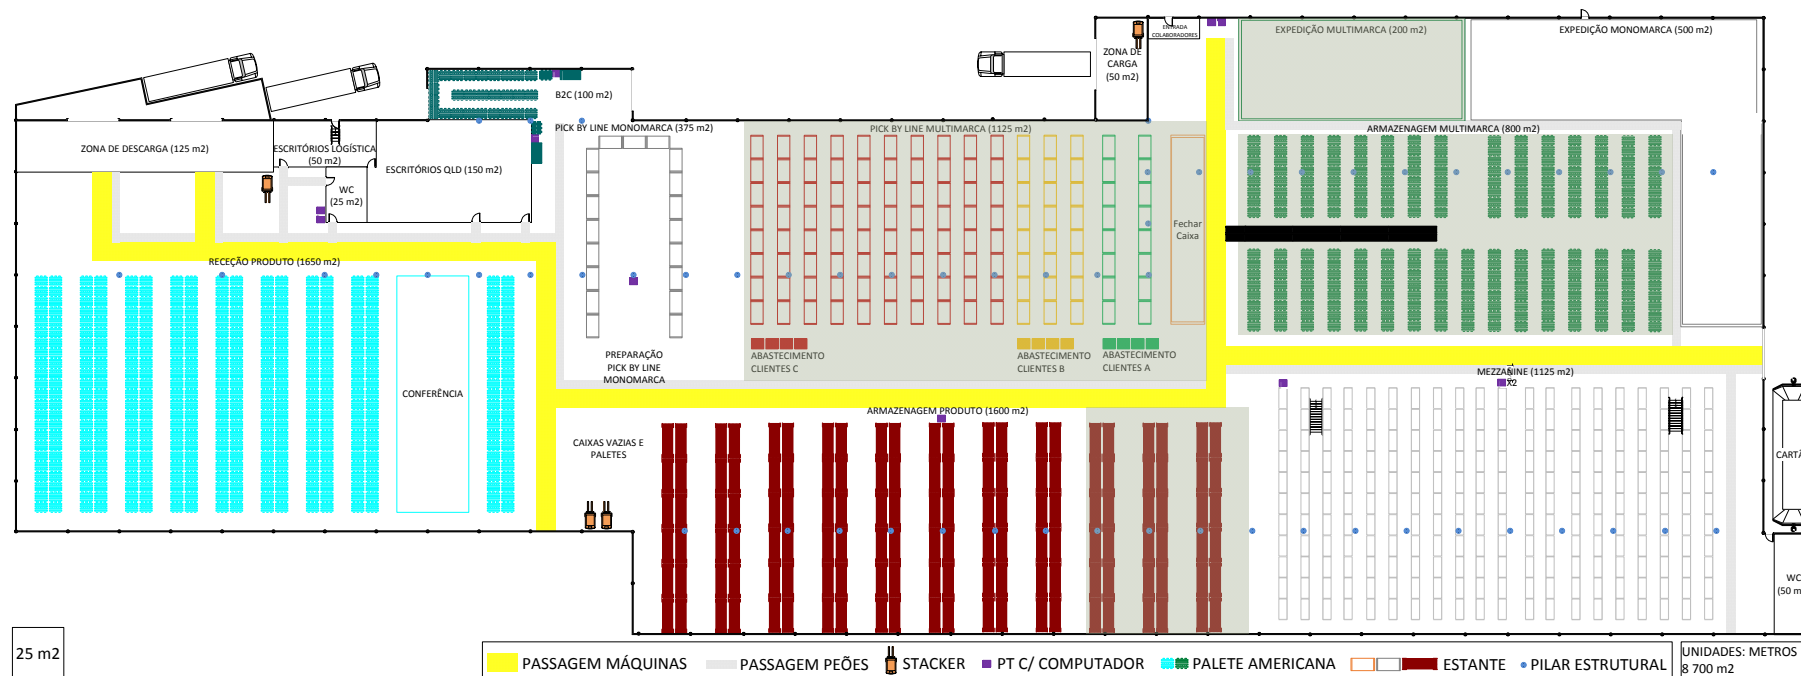 ENTRADA
COLABORADORES
EXPEDIÇÃO MULTIMARCA (200 m2)
EXPEDIÇÃO MONOMARCA (500 m2)
ZONA DE
CARGA
(50 m2)
B2C (100 m2)
PICK BY LINE MONOMARCA (375 m2)
PICK BY LINE MULTIMARCA (1125 m2)
ARMAZENAGEM MULTIMARCA (800 m2)
ZONA DE DESCARGA (125 m2)
ESCRITÓRIOS LOGÍSTICA
(50 m2)
ESCRITÓRIOS QLD (150 m2)
WC
(25 m2)
Fechar
Caixa
RECEÇÃO PRODUTO (1650 m2)
PREPARAÇÃO
PICK BY LINE
MONOMARCA
ABASTECIMENTO
CLIENTES C
ABASTECIMENTO
CLIENTES B
ABASTECIMENTO
CLIENTES A
MEZZANINE (1125 m2)
X2
CONFERÊNCIA
ARMAZENAGEM PRODUTO (1600 m2)
CAIXAS VAZIAS E
PALETES
CARTÃ
WC
(50 m
25 m2
PASSAGEM MÁQUINAS
PASSAGEM PEÕES
STACKER
PT C/ COMPUTADOR
PALETE AMERICANA
ESTANTE
PILAR ESTRUTURAL
UNIDADES: METROS
8 700 m2